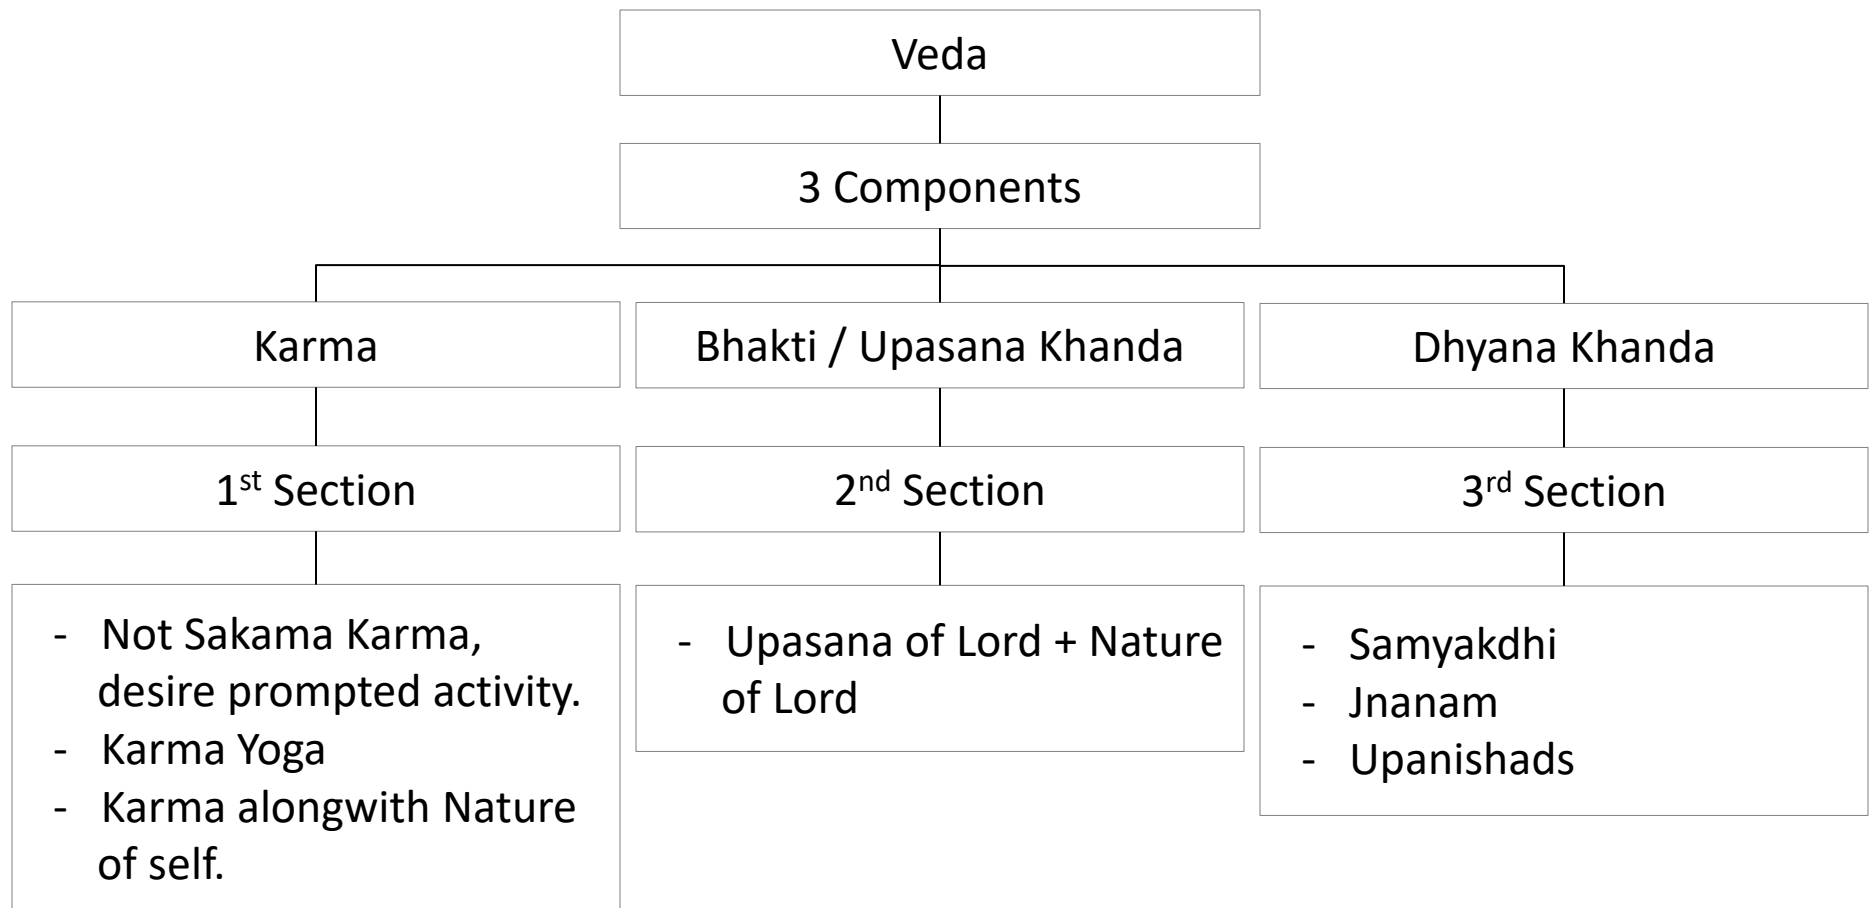 Veda
3 Components
Karma
Bhakti / Upasana Khanda
Dhyana Khanda
1st Section
2nd Section
3rd Section
- Not Sakama Karma,
desire prompted activity.
- Karma Yoga
- Karma alongwith Nature
of self.
- Upasana of Lord + Nature
of Lord
- Samyakdhi
- Jnanam
- Upanishads